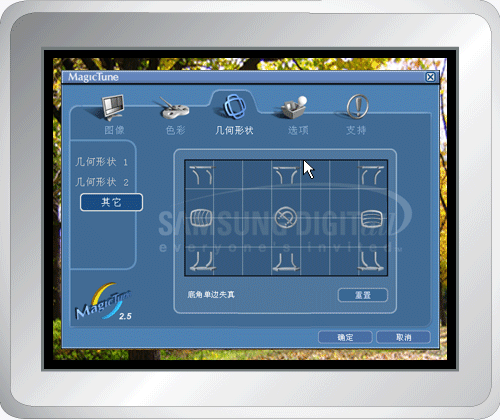 MagicTune
图像 色彩 几何形状 选项 支持
几何形状 1
几何形状 2
其它
SAMSUNG DIGITall
everyone's invited™
底角单边失真 重置
MagicTune
2.5
确定 取消